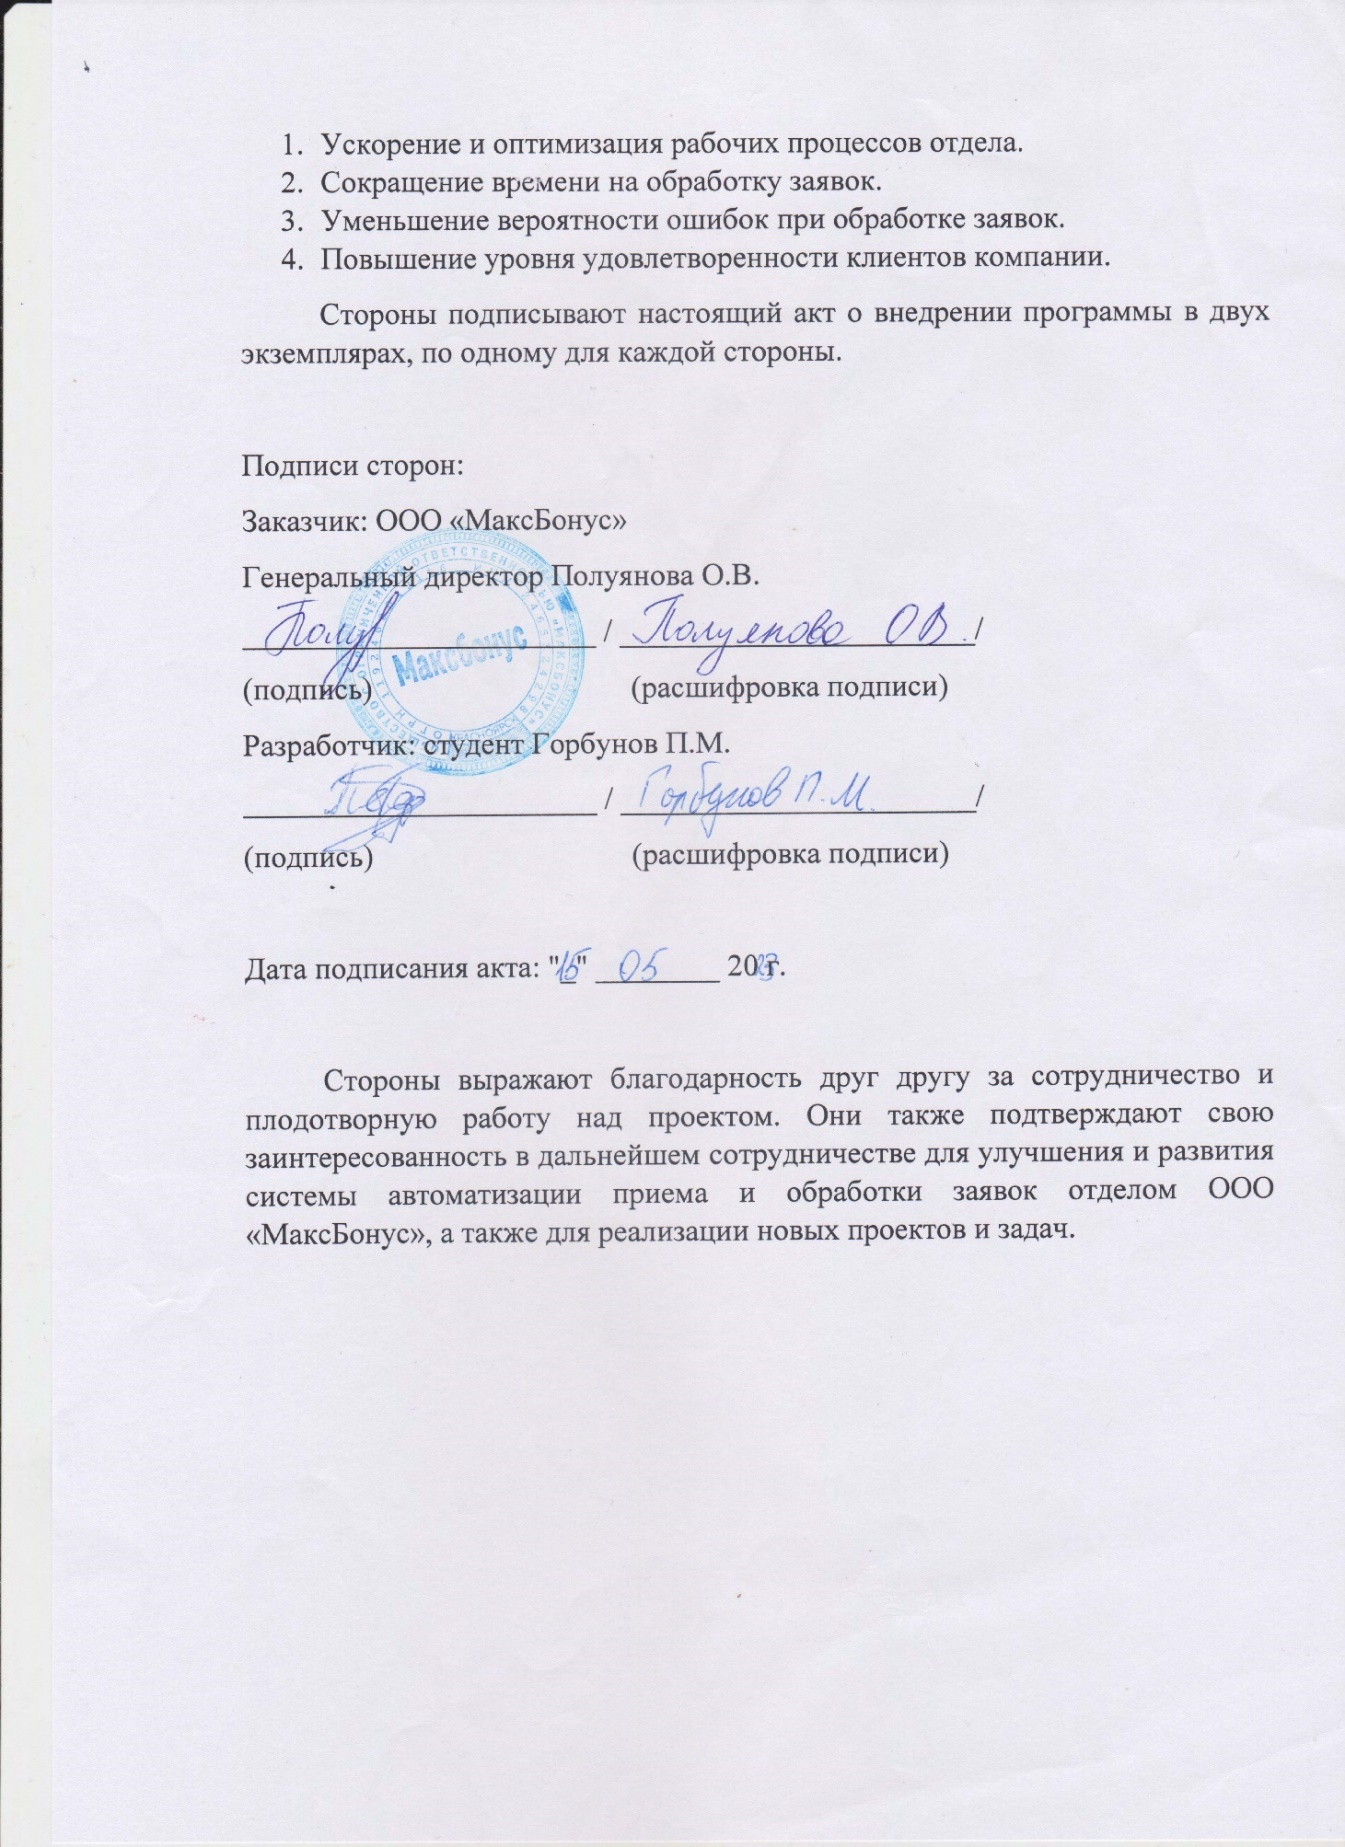 1. Ускорение и оптимизация рабочих процессов отдела.
2. Сокращение времени на обработку заявок.
3. Уменьшение вероятности ошибок при обработке заявок.
4. Повышение уровня удовлетворенности клиентов компании.
Стороны подписывают настоящий акт о внедрении программы в двух
экземплярах, по одному для каждой стороны.
Подписи сторон:
Заказчик: ООО «МаксБонус»
Генеральный директор Полуянова О.В.
Полу / Полуянова О В. /
Максбонус
(подпись) (расшифровка подписи)
Разработчик: студент Горбунов П.М.
/ Горбунов П.М. /
(подпись) (расшифровка подписи)
Дата подписания акта: "15" 05 2023 г.
Стороны выражают благодарность друг другу за сотрудничество и
плодотворную работу над проектом. Они также подтверждают свою
заинтересованность в дальнейшем сотрудничестве для улучшения и развития
системы автоматизации приема и обработки заявок отделом ООО
«МаксБонус», а также для реализации новых проектов и задач.